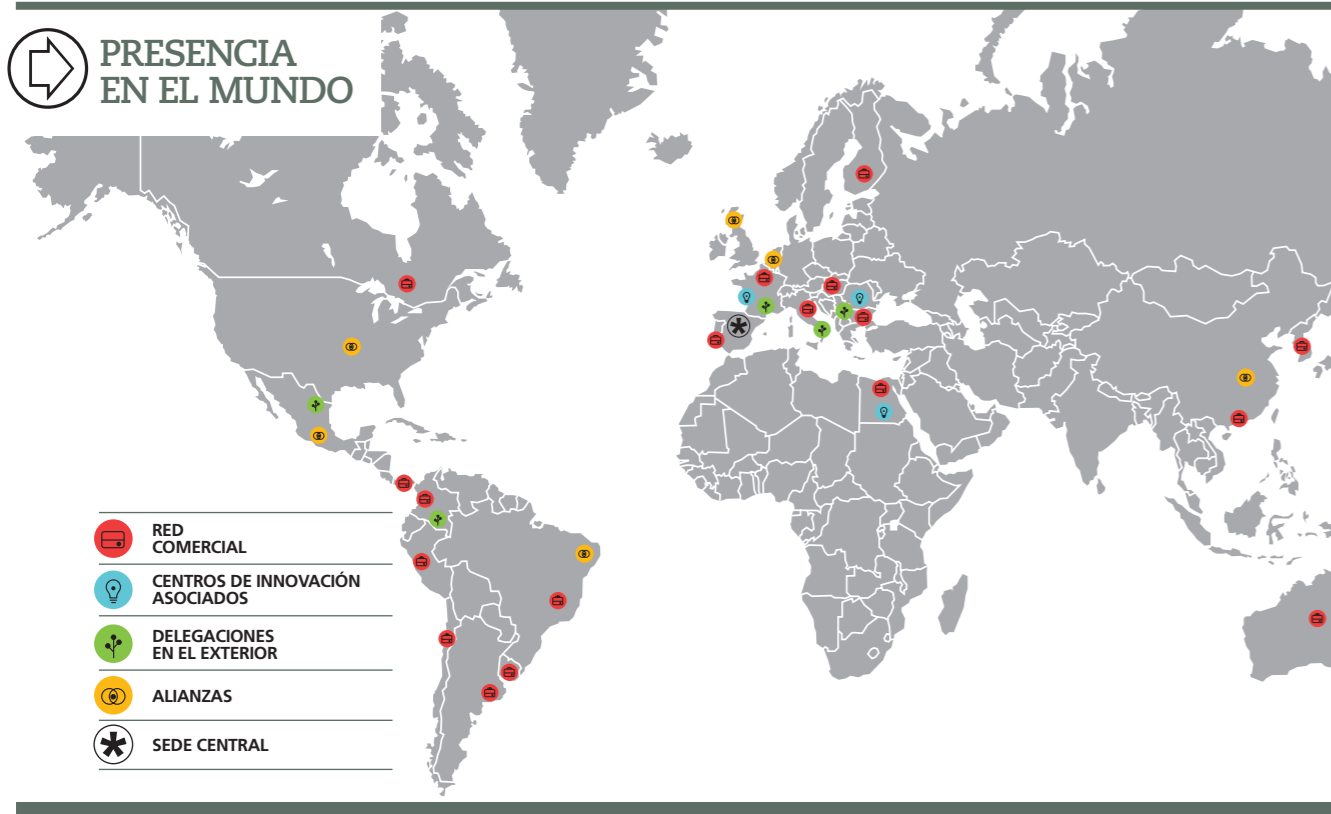 PRESENCIA
EN EL MUNDO
RED
COMERCIAL
CENTROS DE INNOVACIÓN
ASOCIADOS
DELEGACIONES
EN EL EXTERIOR
ALIANZAS
SEDE CENTRAL